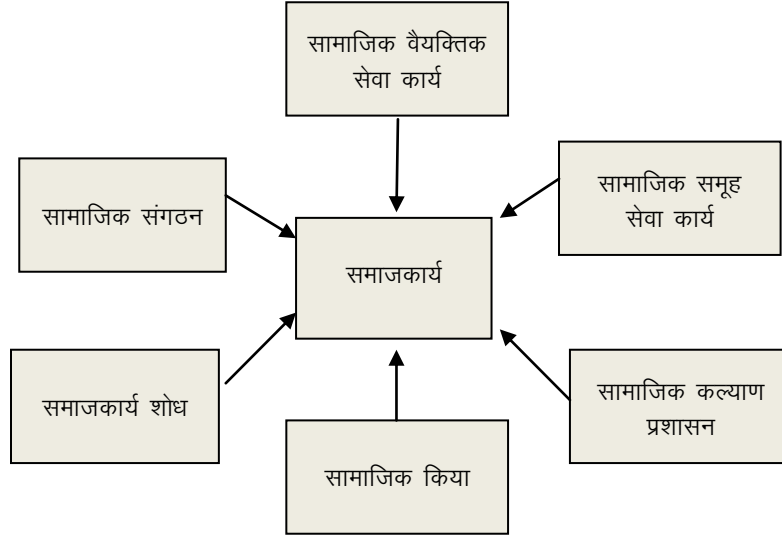 सामाजिक वैयक्तिक
सेवा कार्य
सामाजिक संगठन
सामाजिक समूह
सेवा कार्य
समाजकार्य
समाजकार्य शोध
सामाजिक कल्याण
प्रशासन
सामाजिक किया